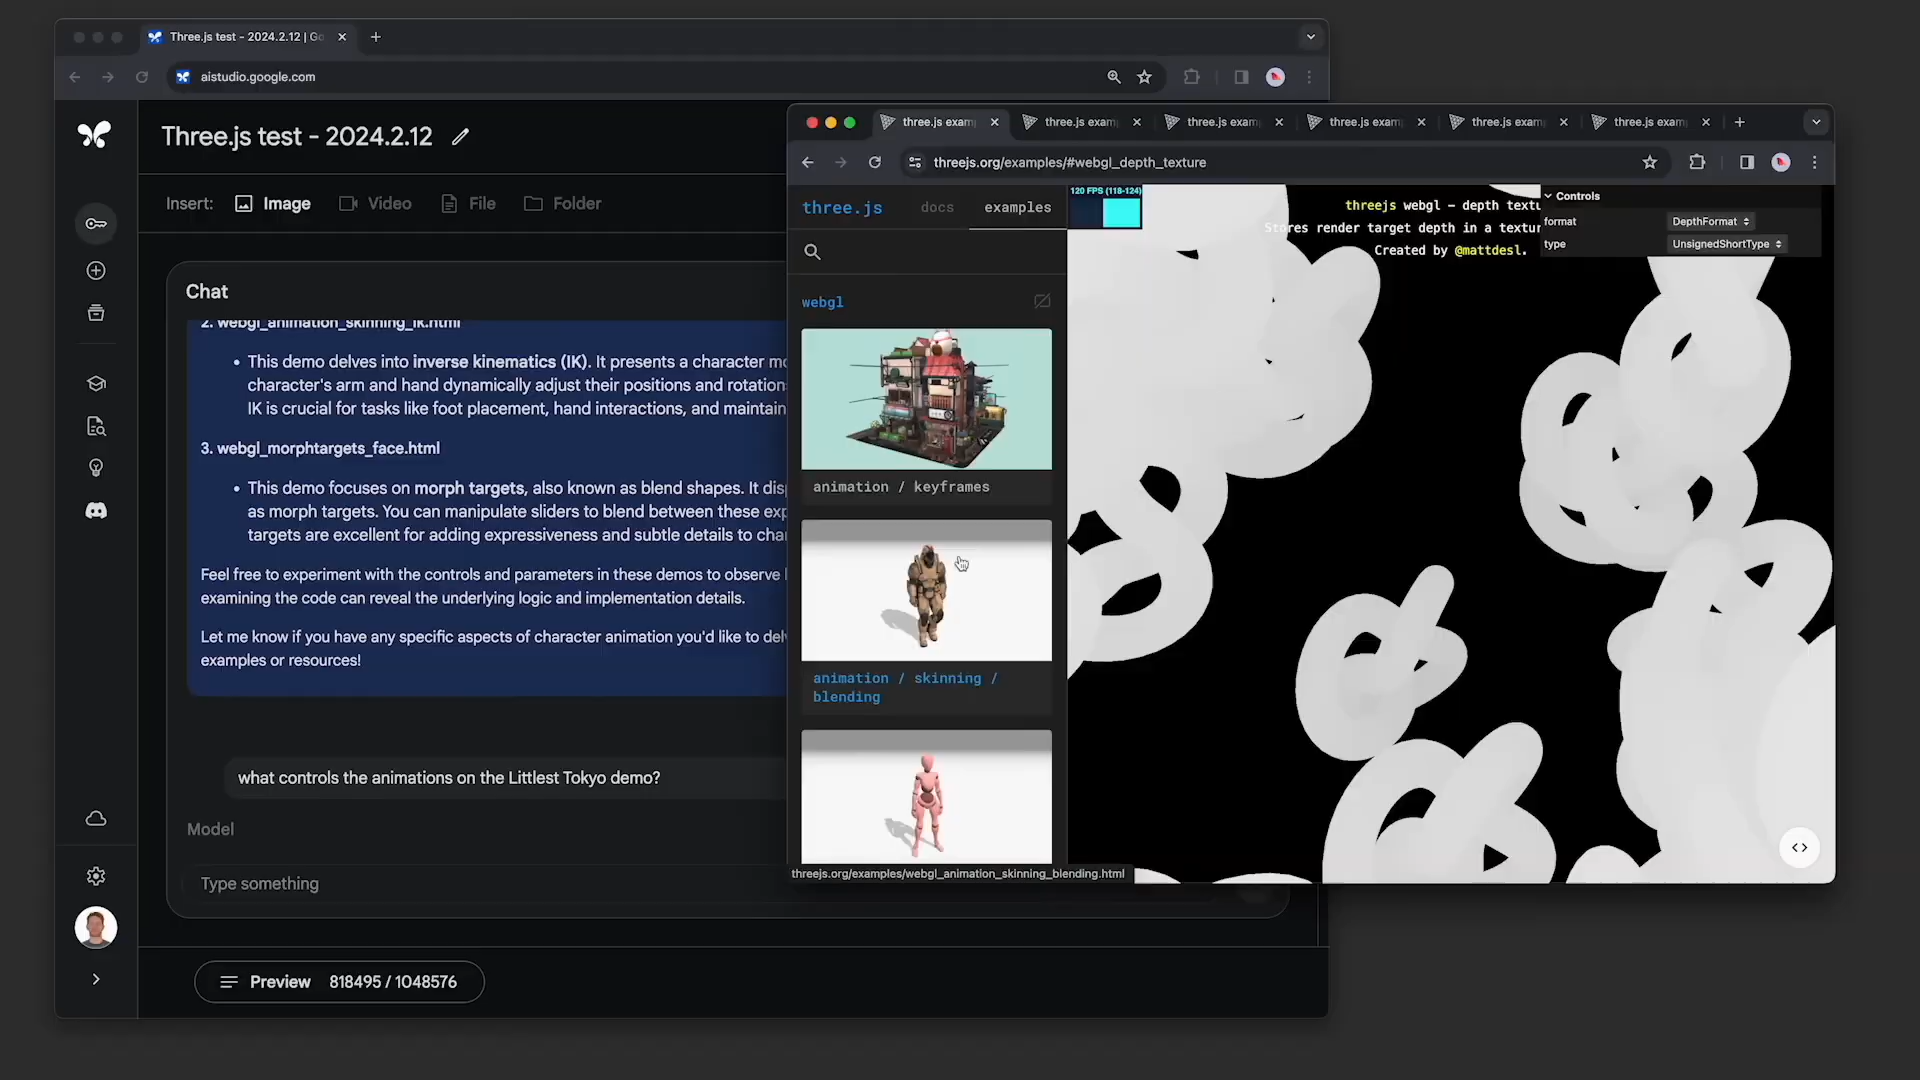 Three.js test - 2024.2.12 | Go
aistudio.google.com
Three.js test - 2024.2.12
Insert: Image Video File Folder
Chat
2. webgl_animation_skinning_ik.html
• This demo delves into inverse kinematics (IK). It presents a character mo
character's arm and hand dynamically adjust their positions and rotation
IK is crucial for tasks like foot placement, hand interactions, and maintain
3. webgl_morphtargets_face.html
• This demo focuses on morph targets, also known as blend shapes. It disp
as morph targets. You can manipulate sliders to blend between these exp
targets are excellent for adding expressiveness and subtle details to char
Feel free to experiment with the controls and parameters in these demos to observe
examining the code can reveal the underlying logic and implementation details.
Let me know if you have any specific aspects of character animation you'd like to delv
examples or resources!
what controls the animations on the Littlest Tokyo demo?
Model
Type something
Preview 818495 / 1048576
three.js exam three.js exam three.js exam three.js exam three.js exam three.js exam
threejs.org/examples/#webgl_depth_texture
three.js docs examples
webgl
animation / keyframes
animation / skinning /
blending
threejs.org/examples/webgl_animation_skinning_blending.html
120 FPS (118-124)
threejs webgl - depth textu
Stores render target depth in a textur
Created by @mattdesl.
Controls
format DepthFormat
type UnsignedShortType